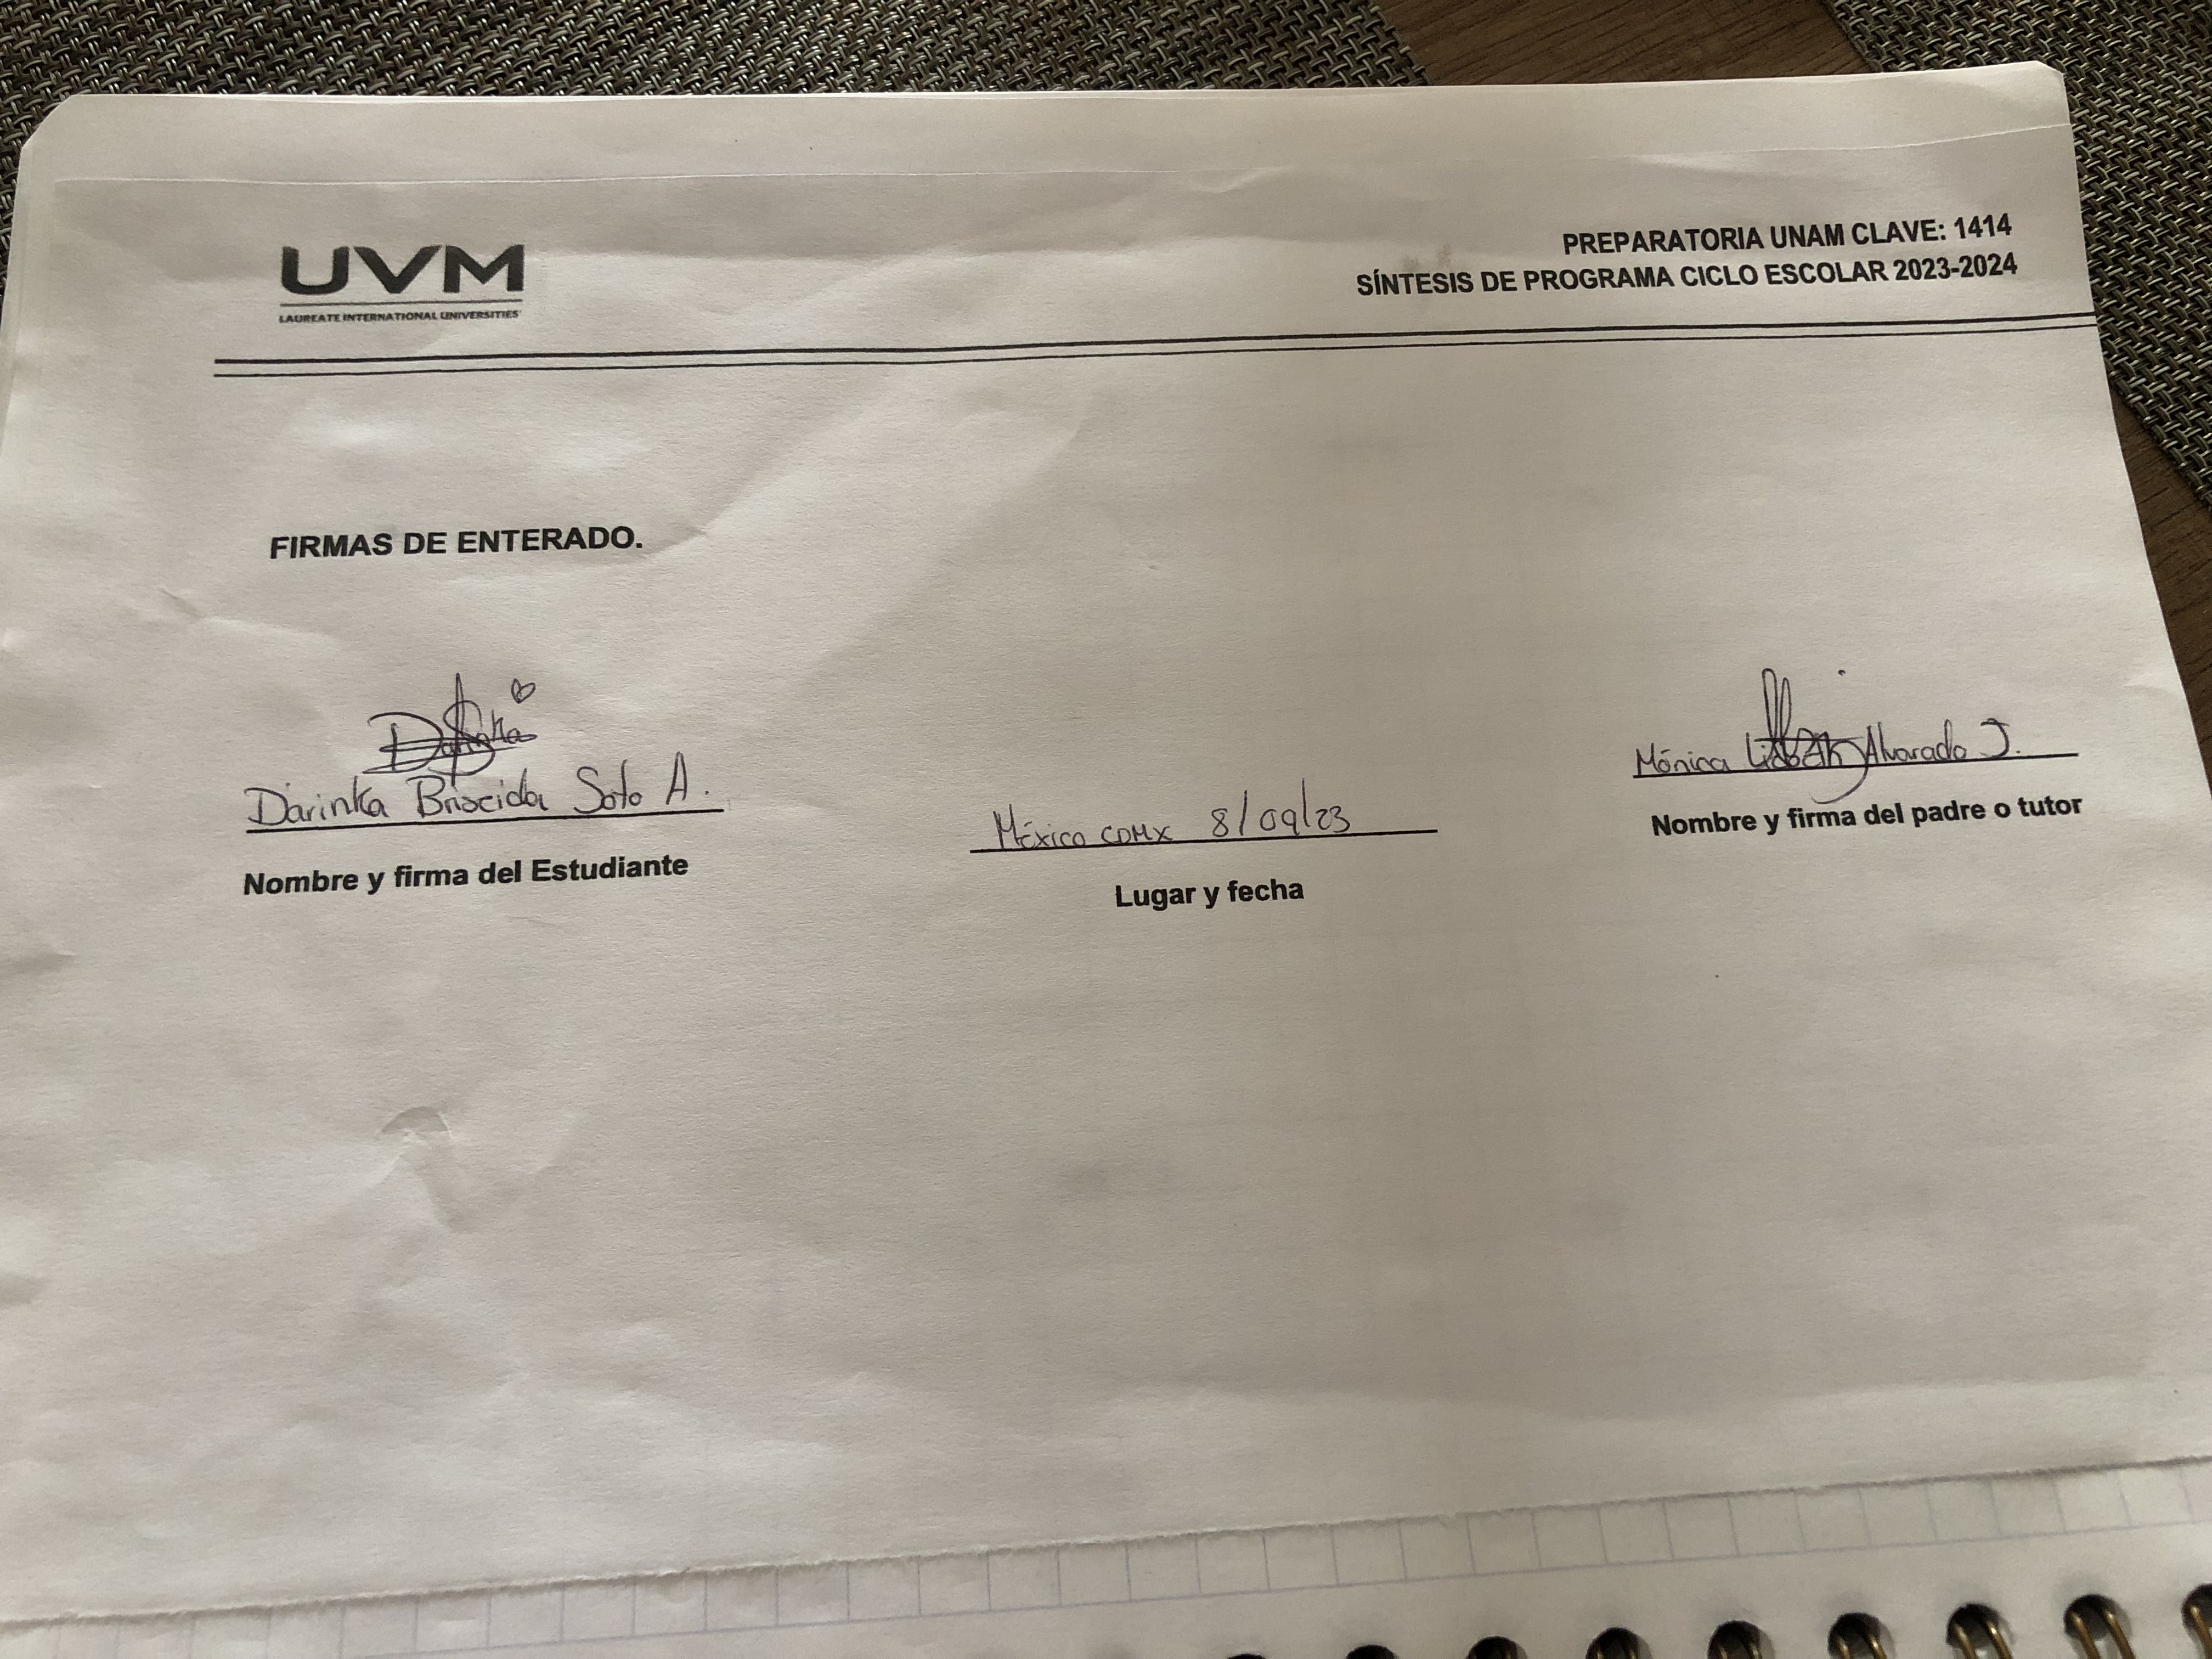 UVM
LAUREATE INTERNATIONAL UNIVERSITIES
PREPARATORIA UNAM CLAVE: 1414
SÍNTESIS DE PROGRAMA CICLO ESCOLAR 2023-2024
FIRMAS DE ENTERADO.
Darinka Briseida Soto A.
Nombre y firma del Estudiante
México CDMX 8/09/23
Lugar y fecha
Mónica Alvarado J.
Nombre y firma del padre o tutor